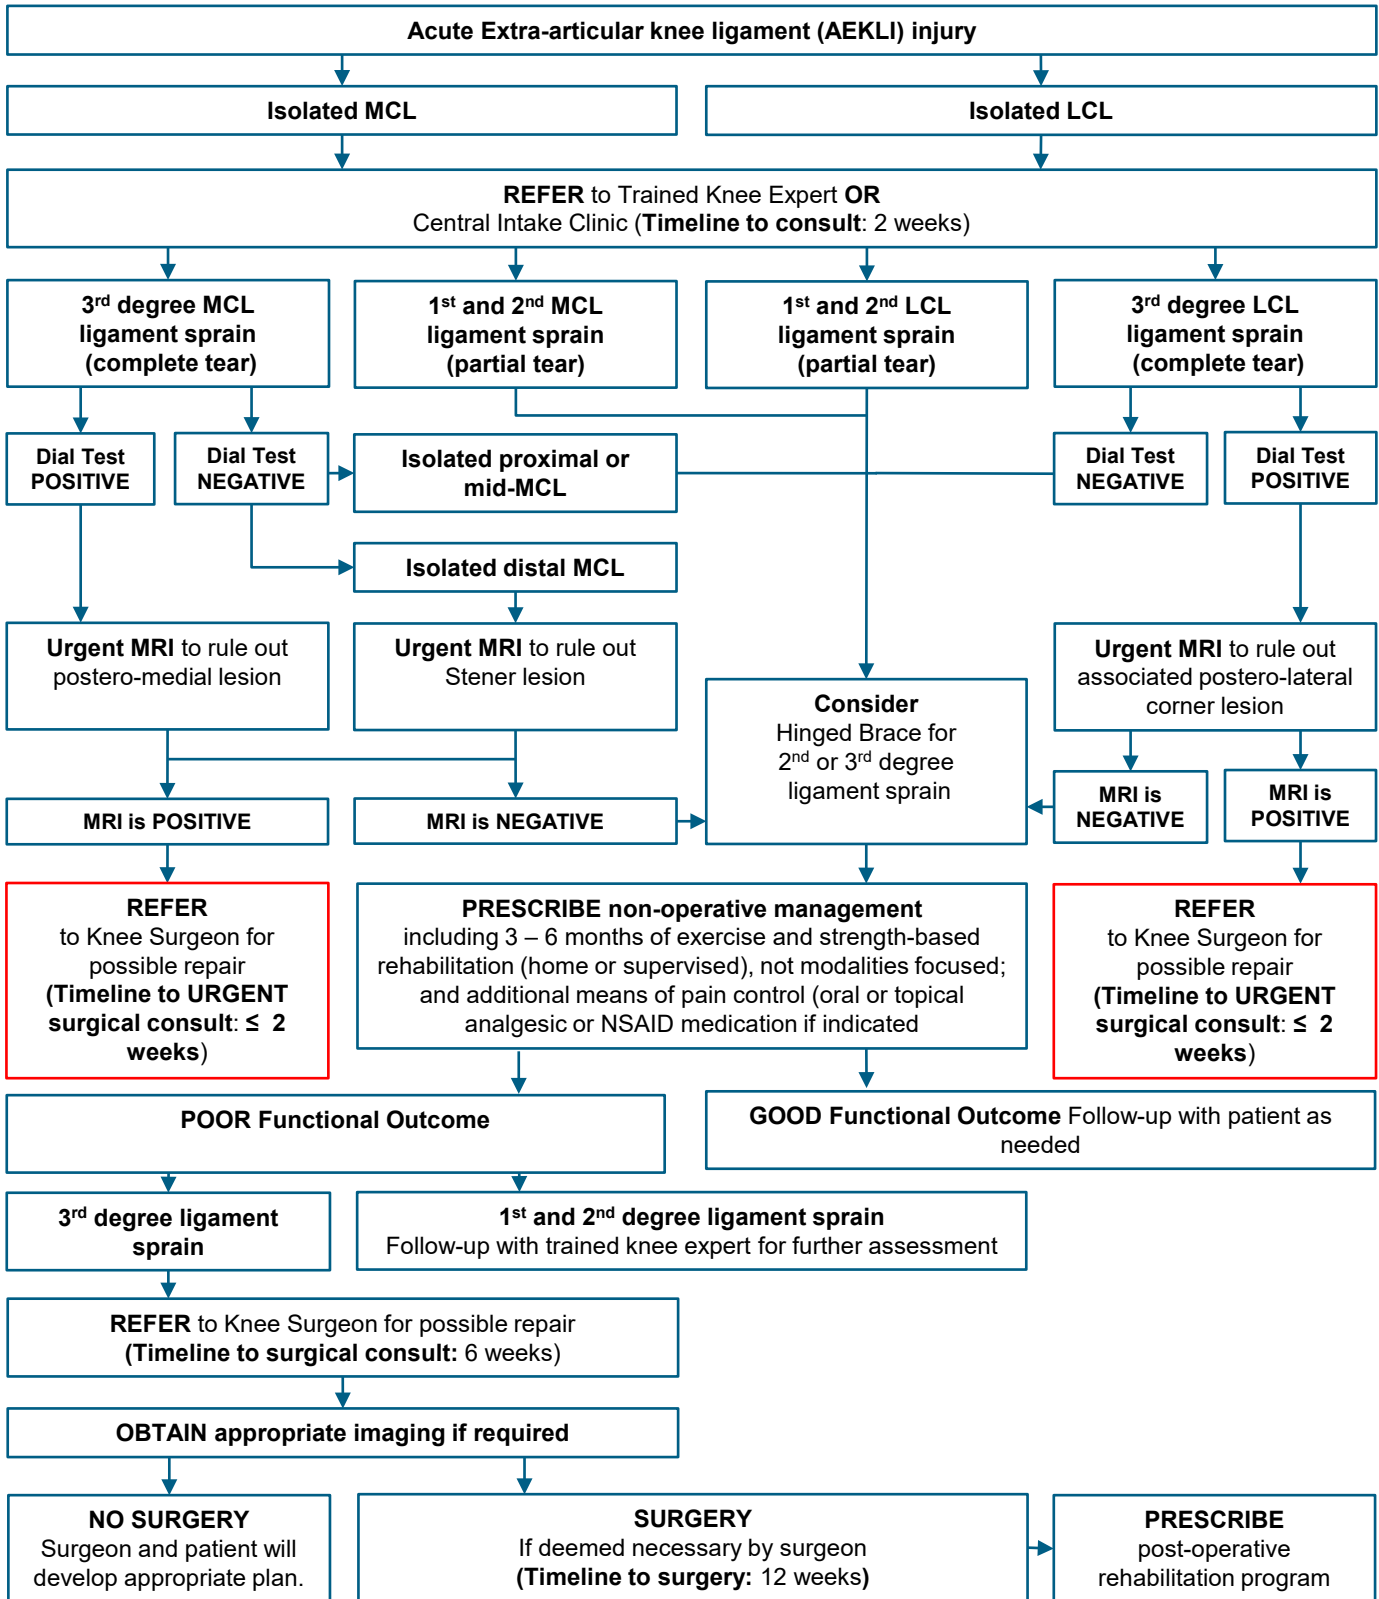 Acute Extra-articular knee ligament (AEKLI) injury
Isolated MCL
Isolated LCL
REFER to Trained Knee Expert OR
Central Intake Clinic (Timeline to consult: 2 weeks)
3rd degree MCL
ligament sprain
(complete tear)
1st and 2nd MCL
ligament sprain
(partial tear)
1st and 2nd LCL
ligament sprain
(partial tear)
3rd degree LCL
ligament sprain
(complete tear)
Dial Test
POSITIVE
Dial Test
NEGATIVE
Isolated proximal or
mid-MCL
Dial Test
NEGATIVE
Dial Test
POSITIVE
Isolated distal MCL
Urgent MRI to rule out
postero-medial lesion
Urgent MRI to rule out
Stener lesion
Consider
Hinged Brace for
2nd or 3rd degree
ligament sprain
Urgent MRI to rule out
associated postero-lateral
corner lesion
MRI is POSITIVE
MRI is NEGATIVE
MRI is
NEGATIVE
MRI is
POSITIVE
REFER
to Knee Surgeon for
possible repair
(Timeline to URGENT
surgical consult: ≤ 2
weeks)
PRESCRIBE non-operative management
including 3 – 6 months of exercise and strength-based
rehabilitation (home or supervised), not modalities focused;
and additional means of pain control (oral or topical
analgesic or NSAID medication if indicated
REFER
to Knee Surgeon for
possible repair
(Timeline to URGENT
surgical consult: ≤ 2
weeks)
POOR Functional Outcome
GOOD Functional Outcome Follow-up with patient as
needed
3rd degree ligament
sprain
1st and 2nd degree ligament sprain
Follow-up with trained knee expert for further assessment
REFER to Knee Surgeon for possible repair
(Timeline to surgical consult: 6 weeks)
OBTAIN appropriate imaging if required
NO SURGERY
Surgeon and patient will
develop appropriate plan.
SURGERY
If deemed necessary by surgeon
(Timeline to surgery: 12 weeks)
PRESCRIBE
post-operative
rehabilitation program